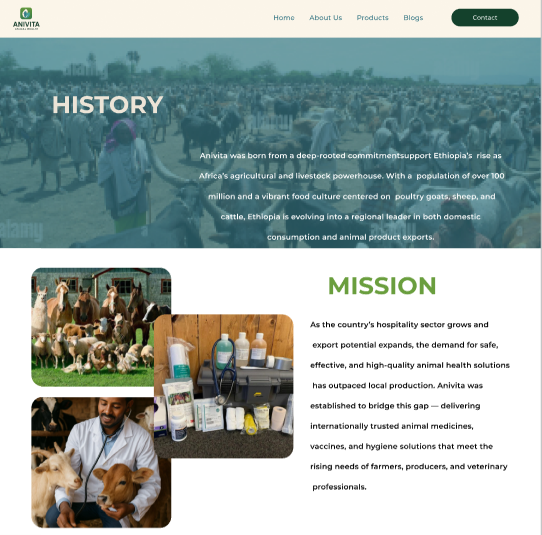 ANIVITA
Home About Us Products Blogs Contact
HISTORY
Anivita was born from a deep-rooted commitmentsupport Ethiopia's rise as
Africa's agricultural and livestock powerhouse. With a population of over 100
million and a vibrant food culture centered on poultry goats, sheep, and
cattle, Ethiopia is evolving into a regional leader in both domestic
consumption and animal product exports.
MISSION
As the country's hospitality sector grows and
export potential expands, the demand for safe,
effective, and high-quality animal health solutions
has outpaced local production. Anivita was
established to bridge this gap — delivering
internationally trusted animal medicines,
vaccines, and hygiene solutions that meet the
rising needs of farmers, producers, and veterinary
professionals.